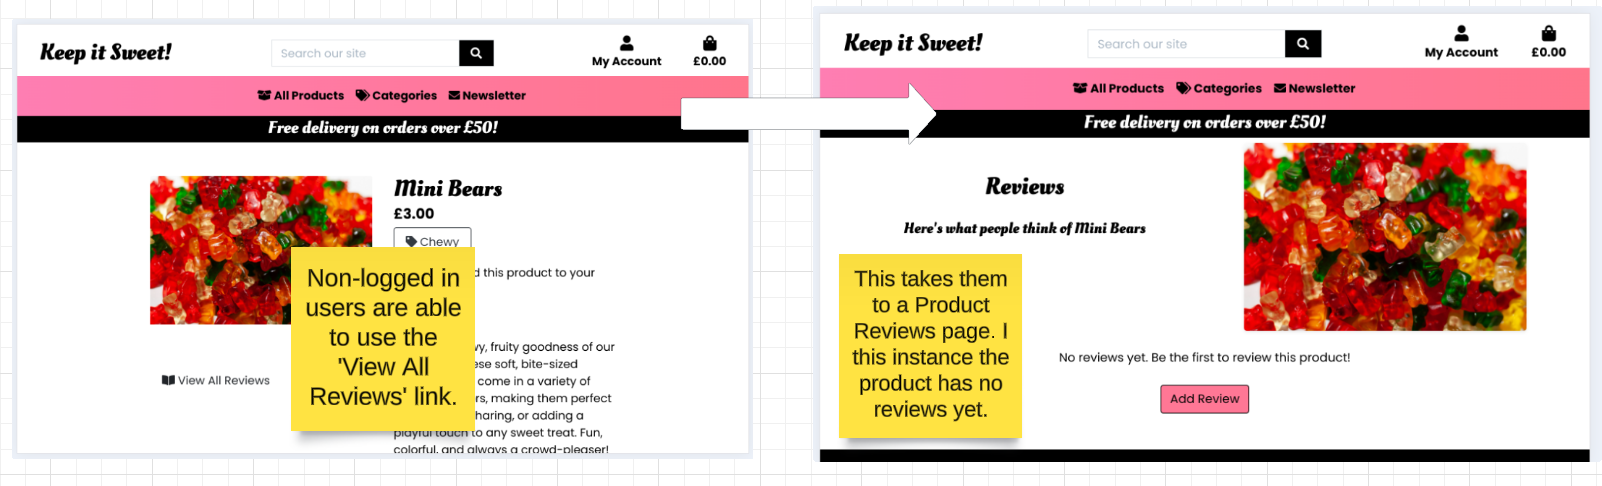 Keep it Sweet!
Search our site
My Account
£0.00
All Products
Categories
Newsletter
Free delivery on orders over £50!
Mini Bears
£3.00
Chewy
d this product to your
View All Reviews
vy, fruity goodness of our
ese soft, bite-sized
come in a variety of
rs, making them perfect
haring, or adding a
playful touch to any sweet treat. Fun,
colorful, and always a crowd-pleaser!
Non-logged in
users are able
to use the
'View All
Reviews' link.
Keep it Sweet!
Search our site
My Account
£0.00
All Products
Categories
Newsletter
Free delivery on orders over £50!
Reviews
Here's what people think of Mini Bears
This takes them
to a Product
Reviews page. I
this instance the
product has no
reviews yet.
No reviews yet. Be the first to review this product!
Add Review